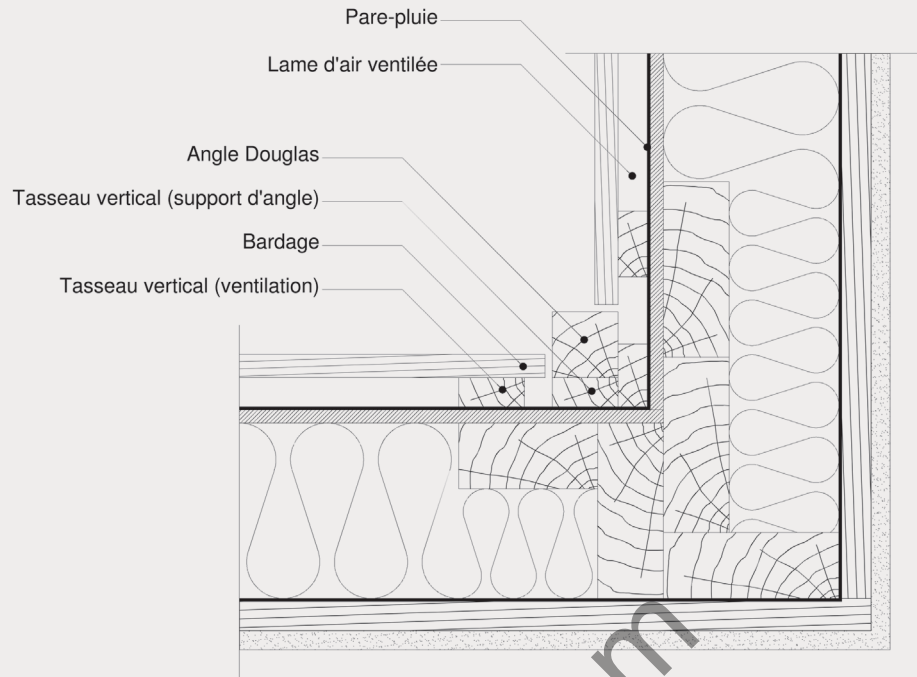 Pare-pluie
Lame d'air ventilée
Angle Douglas
Tasseau vertical (support d'angle)
Bardage
Tasseau vertical (ventilation)
m